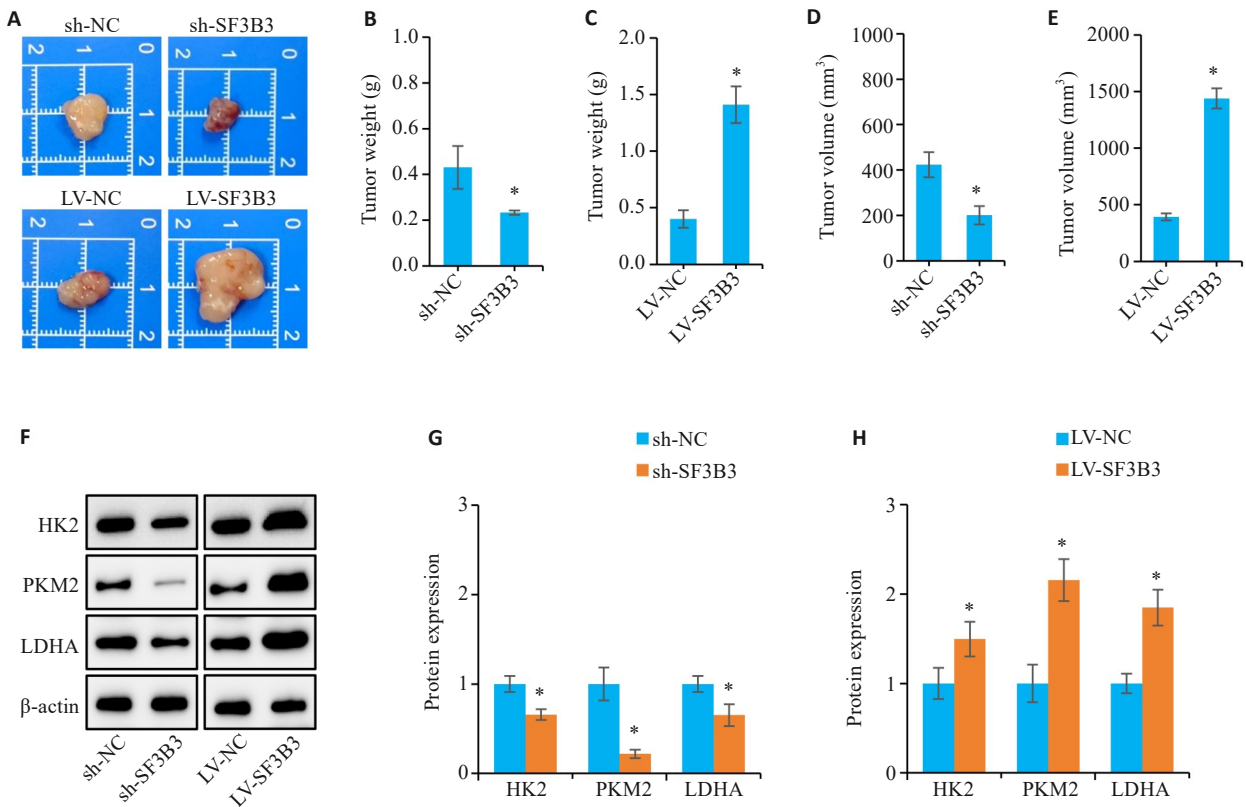 A
sh-NC
sh-SF3B3
2 1 0
1
2
2 1 0
1
2
LV-NC
LV-SF3B3
2 1 0
1
2
2 1 0
1
2
B
Tumor weight (g)
1.0
0.8
0.6
0.4
0.2
0.0
*
sh-NC
sh-SF3B3
C
Tumor weight (g)
2.0
1.5
1.0
0.5
0.0
*
LV-NC
LV-SF3B3
D
Tumor volume (mm³)
1000
800
600
400
200
0
*
sh-NC
sh-SF3B3
E
Tumor volume (mm³)
2000
1500
1000
500
0
*
LV-NC
LV-SF3B3
F
HK2
PKM2
LDHA
β-actin
sh-NC
sh-SF3B3
LV-NC
LV-SF3B3
G
sh-NC
sh-SF3B3
Protein expression
3
2
1
0
* * *
HK2 PKM2 LDHA
H
LV-NC
LV-SF3B3
Protein expression
3
2
1
0
* * *
HK2 PKM2 LDHA